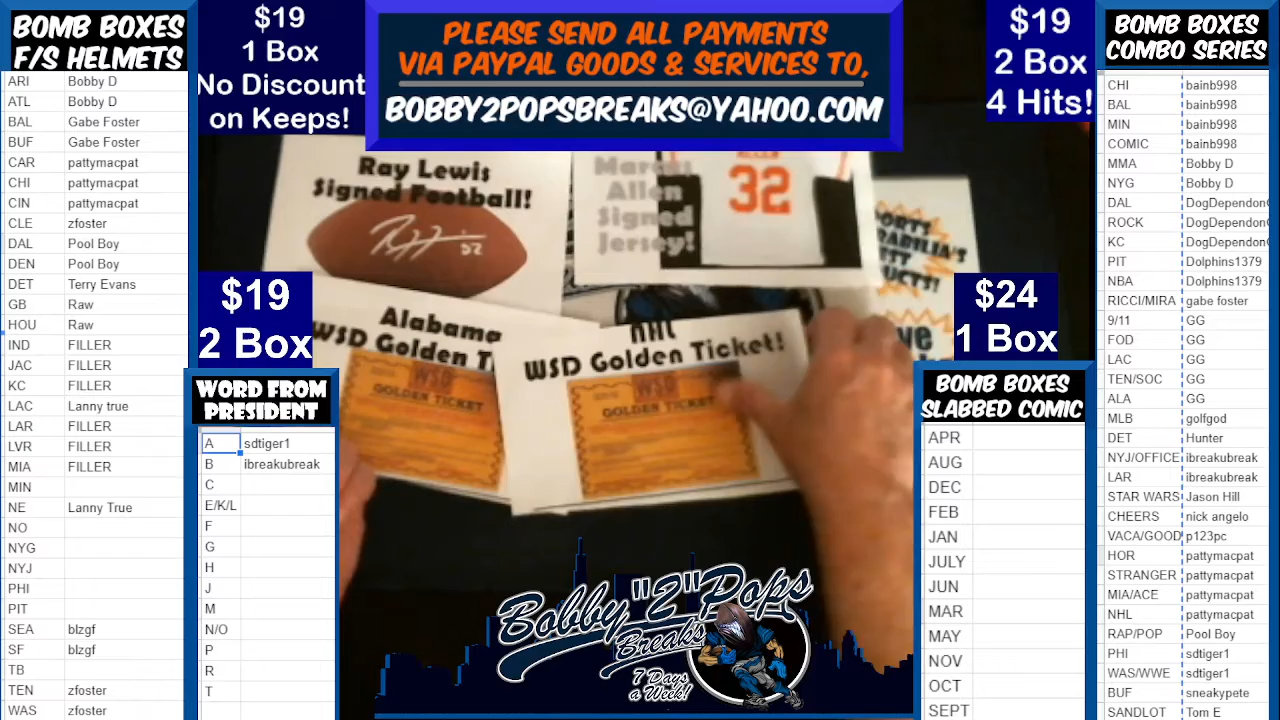 BOMB BOXES
F/S HELMETS
ARI Bobby D
ATL Bobby D
BAL Gabe Foster
BUF Gabe Foster
CAR pattymacpat
CHI pattymacpat
CIN pattymacpat
CLE zfoster
DAL Pool Boy
DEN Pool Boy
DET Terry Evans
GB Raw
HOU Raw
IND FILLER
JAC FILLER
KC FILLER
LAC Lanny true
LAR FILLER
LVR FILLER
MIA FILLER
MIN
NE Lanny True
NO
NYG
NYJ
PHI
PIT
SEA blzgf
SF blzgf
TB
TEN zfoster
WAS zfoster
$19
1 Box
No Discount
on Keeps!
PLEASE SEND ALL PAYMENTS
VIA PAYPAL GOODS & SERVICES TO,
BOBBY2POPSBREAKS@YAHOO.COM
$19
2 Box
4 Hits!
Ray Lewis
Signed Football!
Marcus
Allen
Signed
Jersey!
32
$19
2 Box
Alabama
WSD Golden T
WSD
GOLDEN TICKET
NHL
WSD Golden Ticket!
WSD
GOLDEN TICKET
$24
1 Box
WORD FROM
PRESIDENT
A sdtiger1
B ibreakubreak
C
E/K/L
F
G
H
J
M
N/O
P
R
T
Bobby "2" Pops
Breaks
7 Days
a Week!
BOMB BOXES
SLABBED COMIC
APR
AUG
DEC
FEB
JAN
JULY
JUN
MAR
MAY
NOV
OCT
SEPT
BOMB BOXES
COMBO SERIES
CHI bainb998
BAL bainb998
MIN bainb998
COMIC bainb998
MMA Bobby D
NYG Bobby D
DAL DogDependon
ROCK DogDependon
KC DogDependon
PIT Dolphins1379
NBA Dolphins1379
RICCI/MIRA gabe foster
9/11 GG
FOD GG
LAC GG
TEN/SOC GG
ALA GG
MLB golfgod
DET Hunter
NYJ/OFFICE ibreakubreak
LAR ibreakubreak
STAR WARS Jason Hill
CHEERS nick angelo
VACA/GOOD p123pc
HOR pattymacpat
STRANGER pattymacpat
MIA/ACE pattymacpat
NHL pattymacpat
RAP/POP Pool Boy
PHI sdtiger1
WAS/WWE sdtiger1
BUF sneakypete
SANDLOT Tom E